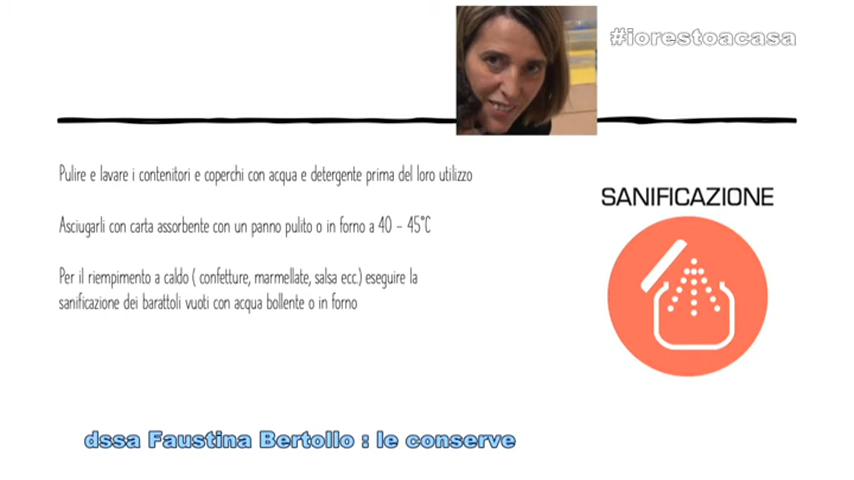 #iorestoacasa
Pulire e lavare i contenitori e coperchi con acqua e detergente prima del loro utilizzo
Asciugarli con carta assorbente con un panno pulito o in forno a 40 - 45°C
Per il riempimento a caldo ( confetture, marmellate, salsa ecc.) eseguire la
sanificazione dei barattoli vuoti con acqua bollente o in forno
SANIFICAZIONE
dssa Faustina Bertollo : le conserve